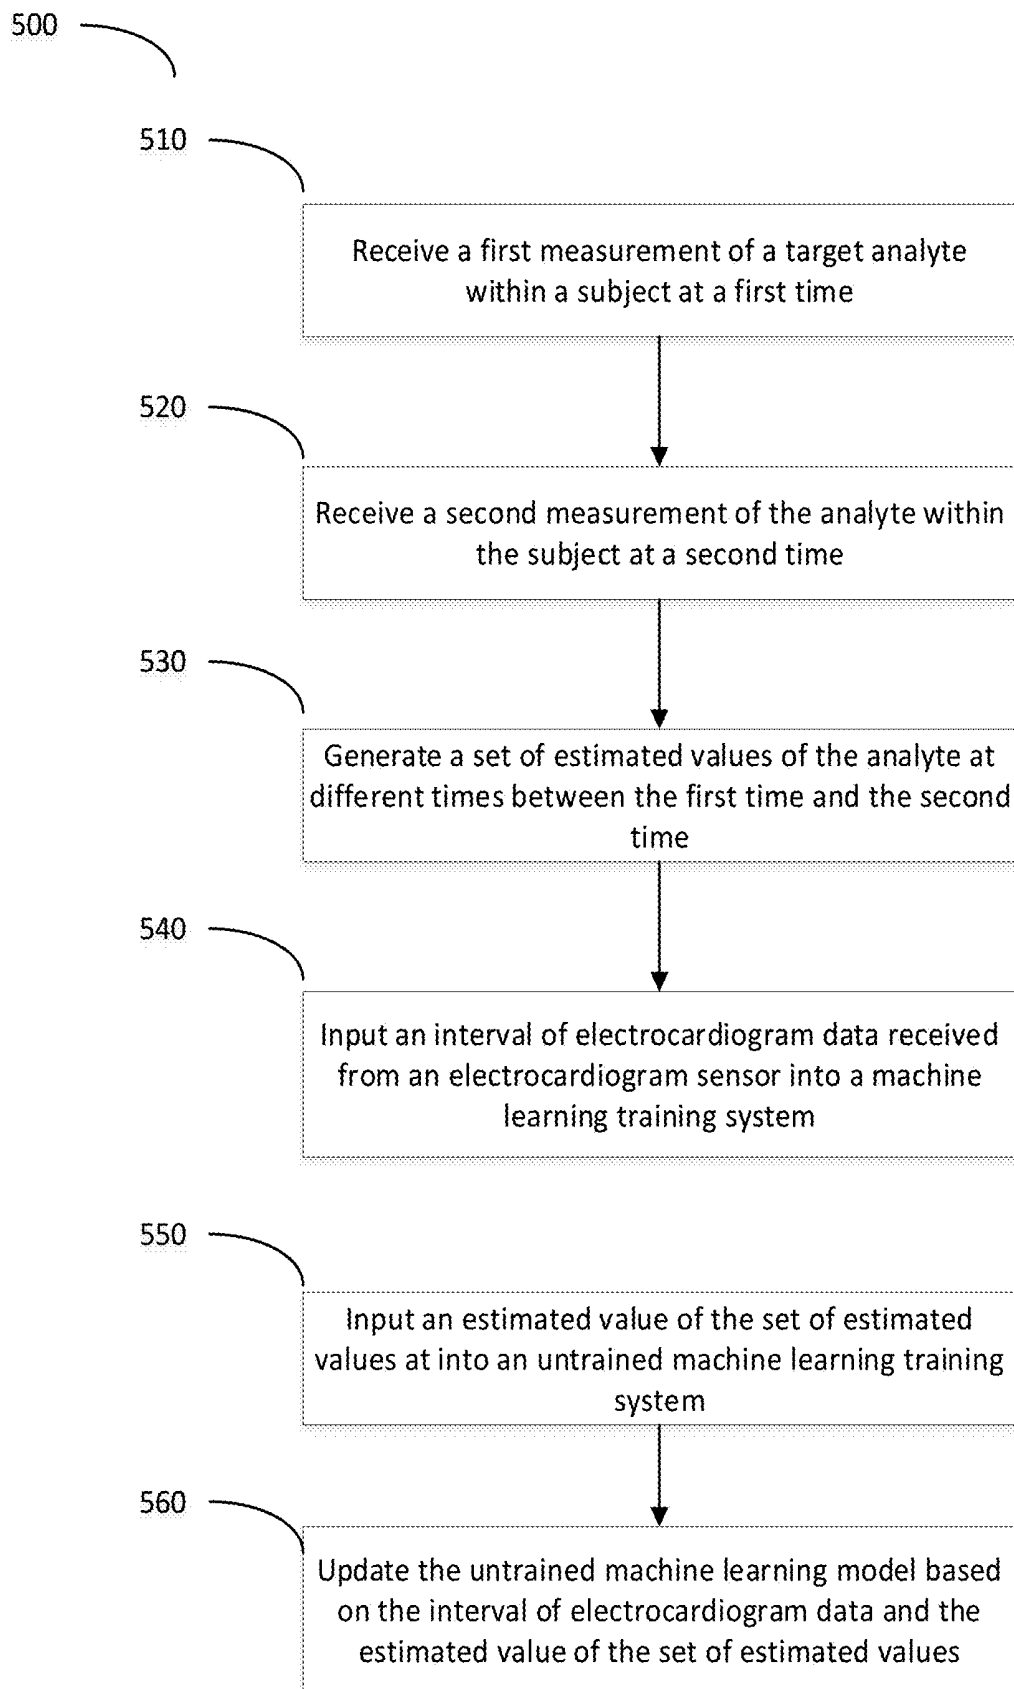 500
510
Receive a first measurement of a target analyte
within a subject at a first time
520
Receive a second measurement of the analyte within
the subject at a second time
530
Generate a set of estimated values of the analyte at
different times between the first time and the second
time
540
Input an interval of electrocardiogram data received
from an electrocardiogram sensor into a machine
learning training system
550
Input an estimated value of the set of estimated
values at into an untrained machine learning training
system
560
Update the untrained machine learning model based
on the interval of electrocardiogram data and the
estimated value of the set of estimated values